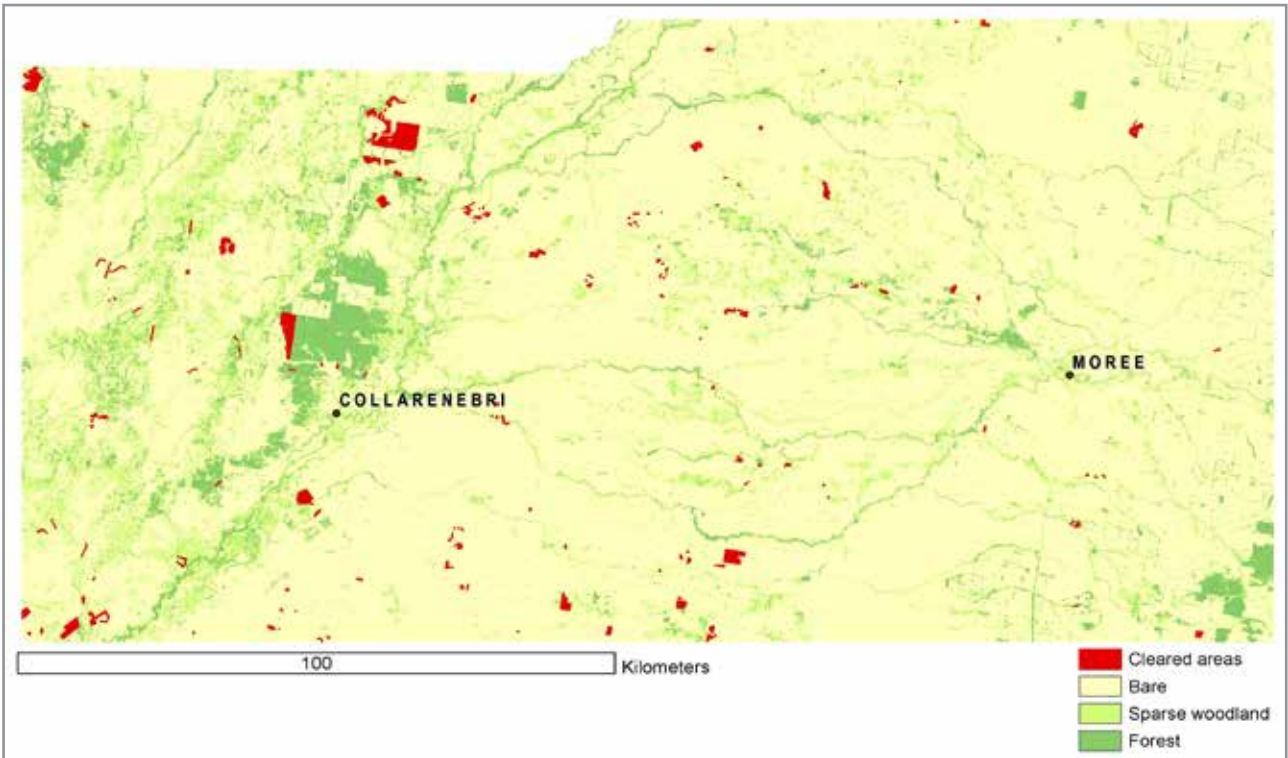 MOREE
COLLARENEBRI
100
Kilometers
Cleared areas
Bare
Sparse woodland
Forest